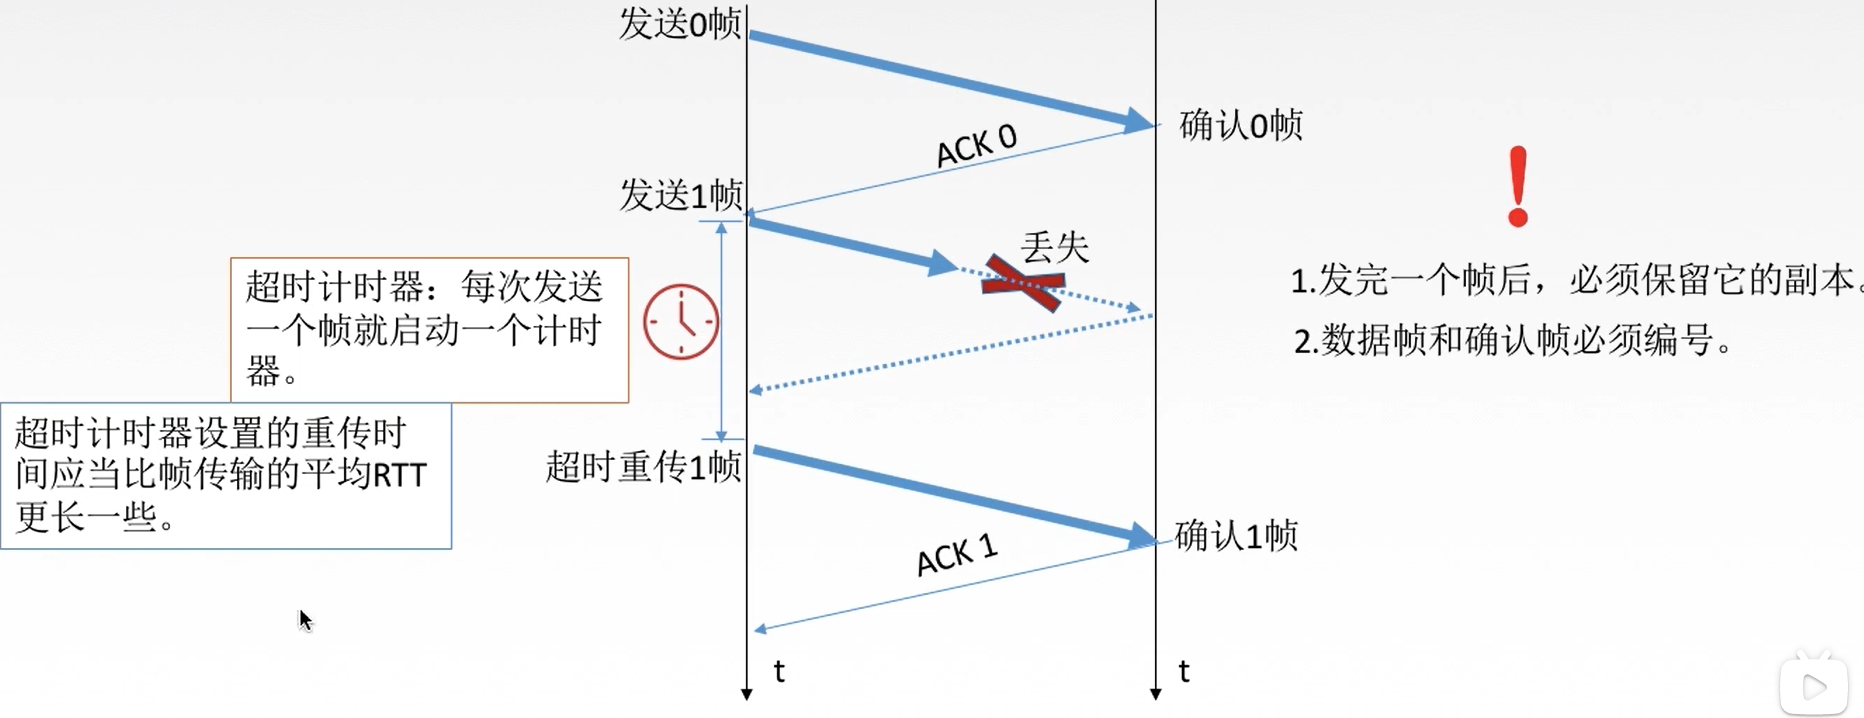 发送0帧
确认0帧
ACK 0
发送1帧
丢失
超时计时器：每次发送
一个帧就启动一个计时
器。
1.发完一个帧后，必须保留它的副本。
2.数据帧和确认帧必须编号。
超时计时器设置的重传时
间应当比帧传输的平均RTT
更长一些。
超时重传1帧
确认1帧
ACK 1
t
t